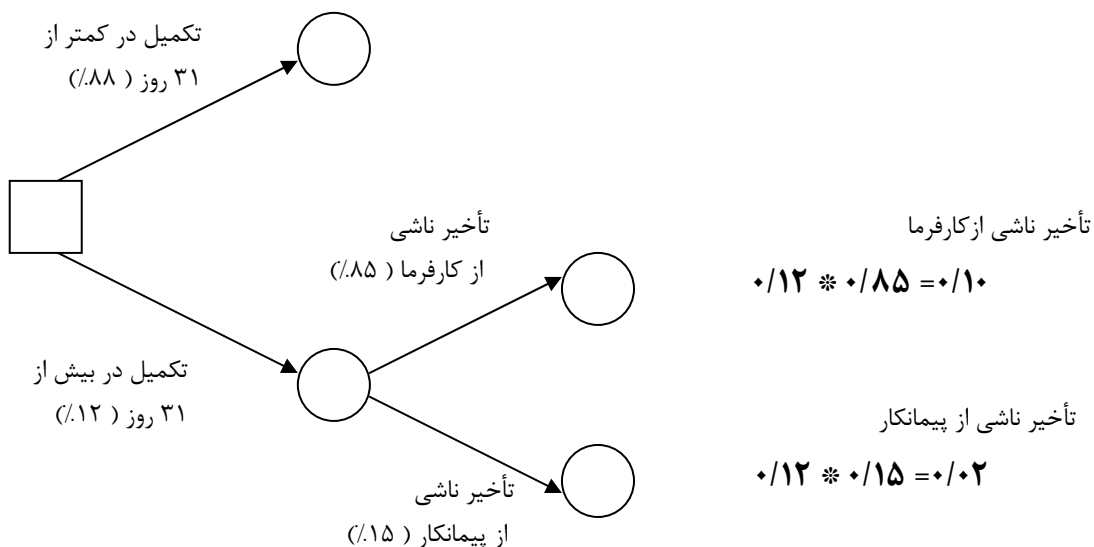 تکمیل در کمتر از
۳۱ روز ( ۸۸٪)
تأخیر ناشی
از کارفرما ( ۸۵٪)
تأخیر ناشی ازکارفرما
۰/۱۲ * ۰/۸۵ =۰/۱۰
تکمیل در بیش از
۳۱ روز ( ۱۲٪)
تأخیر ناشی از پیمانکار
۰/۱۲ * ۰/۱۵ =۰/۰۲
تأخیر ناشی
از پیمانکار ( ۱۵٪)